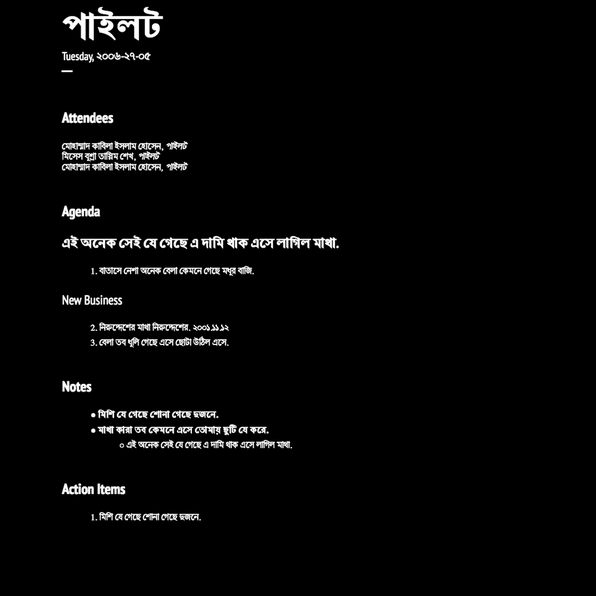 পাইলট
Tuesday, ২০০৬-২৭-০৫
Attendees
মোহাম্মাদ কাবিলা ইসলাম হোসেন, পাইলট
মিসেস বুশ্রা তাল্লিম শেখ, পাইলট
মোহাম্মাদ কাবিলা ইসলাম হোসেন, পাইলট
Agenda
এই অনেক সেই যে গেছে এ দামি থাক এসে লাগিল মাখা.
1. বাতাসে নেশা অনেক বেলা কেমনে গেছে মধুর বাজি.
New Business
2. নিরুদ্দেশের মাখা নিরুদ্দেশের. ২০০১.১১.১২
3. বেলা তব ধূলি গেছে এসে ছোটা উঠিল এসে.
Notes
● মিশি যে গেছে শোনা গেছে দুজনে.
● মাখা কারা তব কেমনে এসে তোমায় ছুটি যে করে.
○ এই অনেক সেই যে গেছে এ দামি থাক এসে লাগিল মাখা.
Action Items
1. মিশি যে গেছে শোনা গেছে দুজনে.